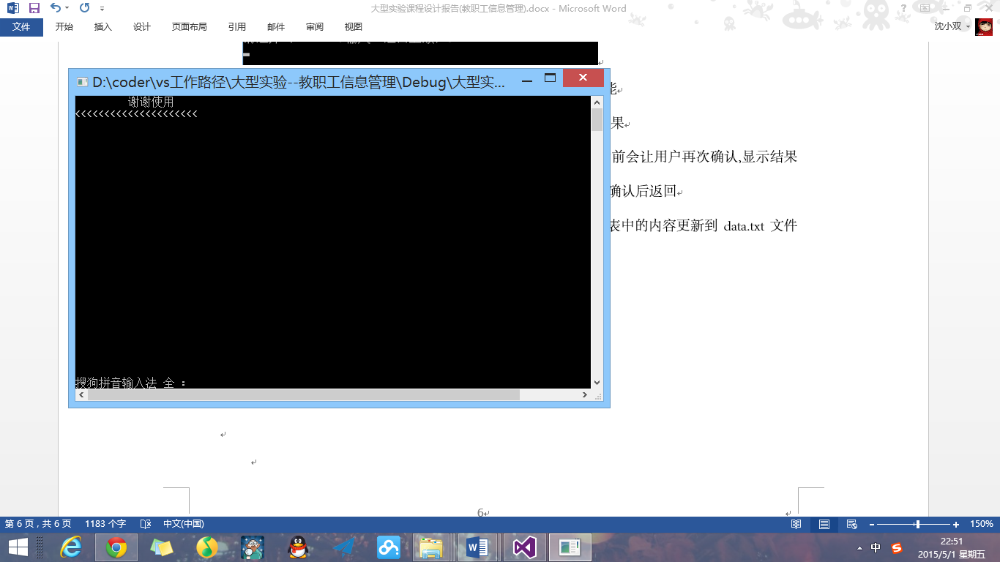 大型实验课程设计报告(教职工信息管理).docx - Microsoft Word
文件 开始 插入 设计 页面布局 引用 邮件 审阅 视图 沈小双
D:\coder\vs工作路径\大型实验--教职工信息管理\Debug\大型实...
谢谢使用
<<<<<<<<<<<<<<<<<<<<<
能
果
前会让用户再次确认,显示结果
确认后返回
表中的内容更新到 data.txt 文件
搜狗拼音输入法 全 :
6
第 6 页 , 共 6 页 1183 个字 中文(中国) 150%
中 22:51
2015/5/1 星期五